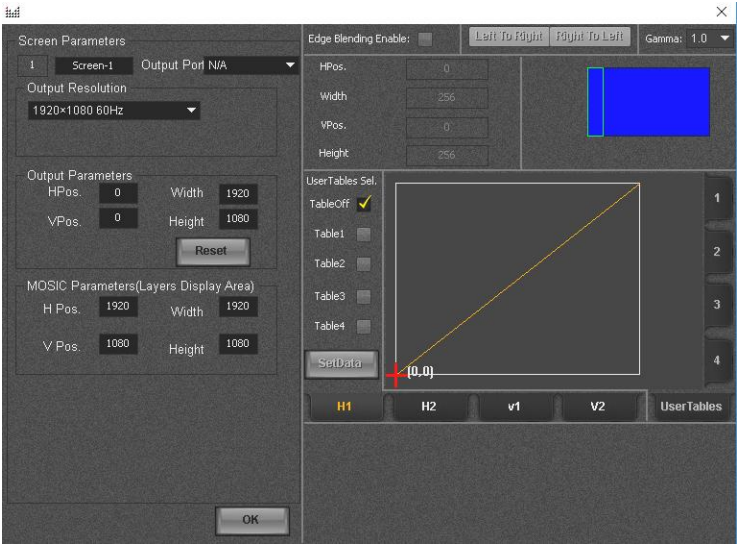 Screen Parameters
1 Screen-1 Output Port N/A
Output Resolution
1920×1080 60Hz
Output Parameters
HPos. 0 Width 1920
VPos. 0 Height 1080
Reset
MOSIC Parameters(Layers Display Area)
H Pos. 1920 Width 1920
V Pos. 1080 Height 1080
OK
Edge Blending Enable: Left To Right Right To Left Gamma: 1.0
HPos. 0
Width 256
VPos. 0
Height 256
UserTables Sel.
TableOff
Table1
Table2
Table3
Table4
SetData
(0,0)
1
2
3
4
H1 H2 v1 V2 UserTables